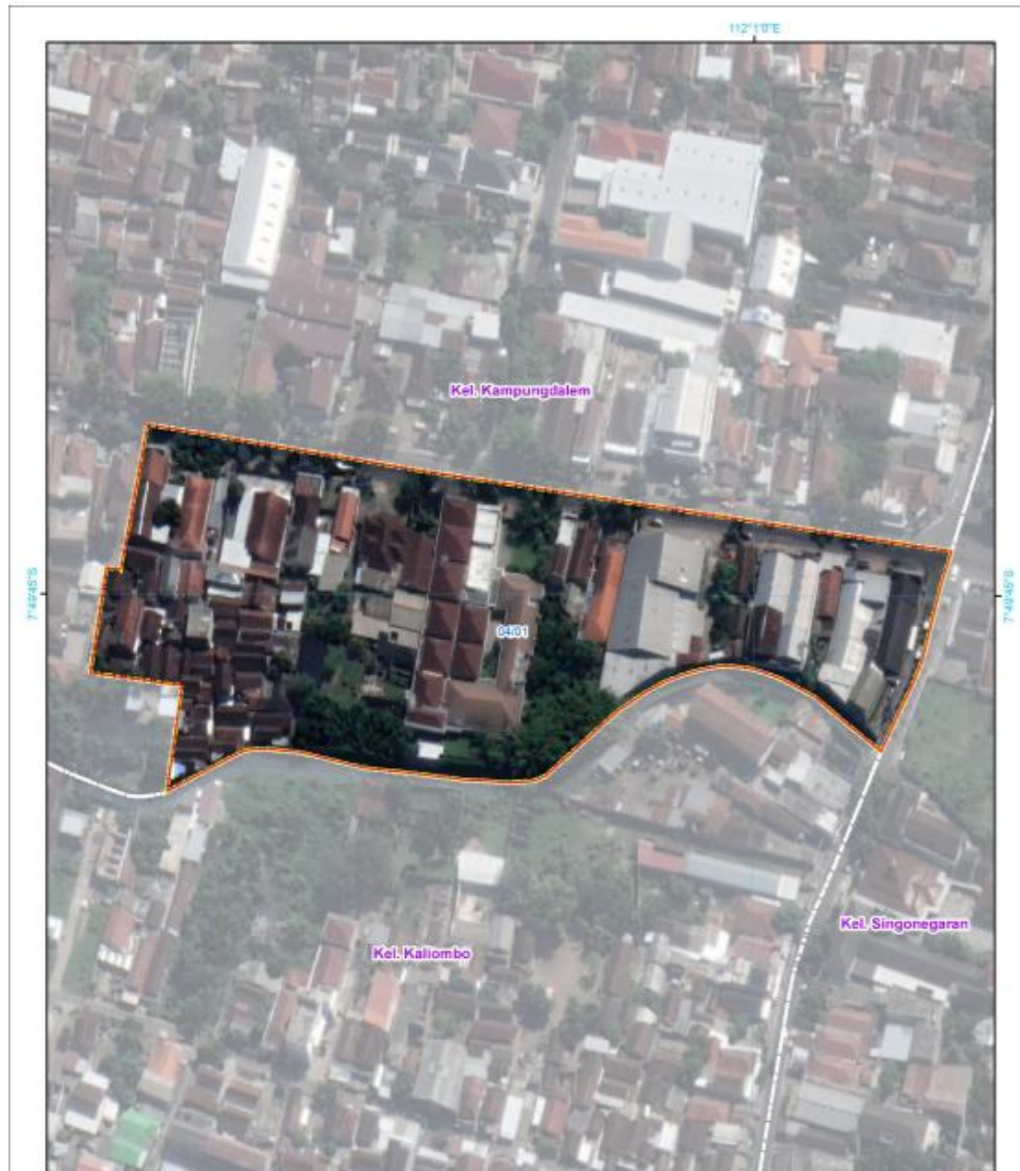 112°1'0"E
Kel. Kampungdalem
7°49'45"S
7°49'45"S
04.01
Kel. Singonegaran
Kel. Kaliombo